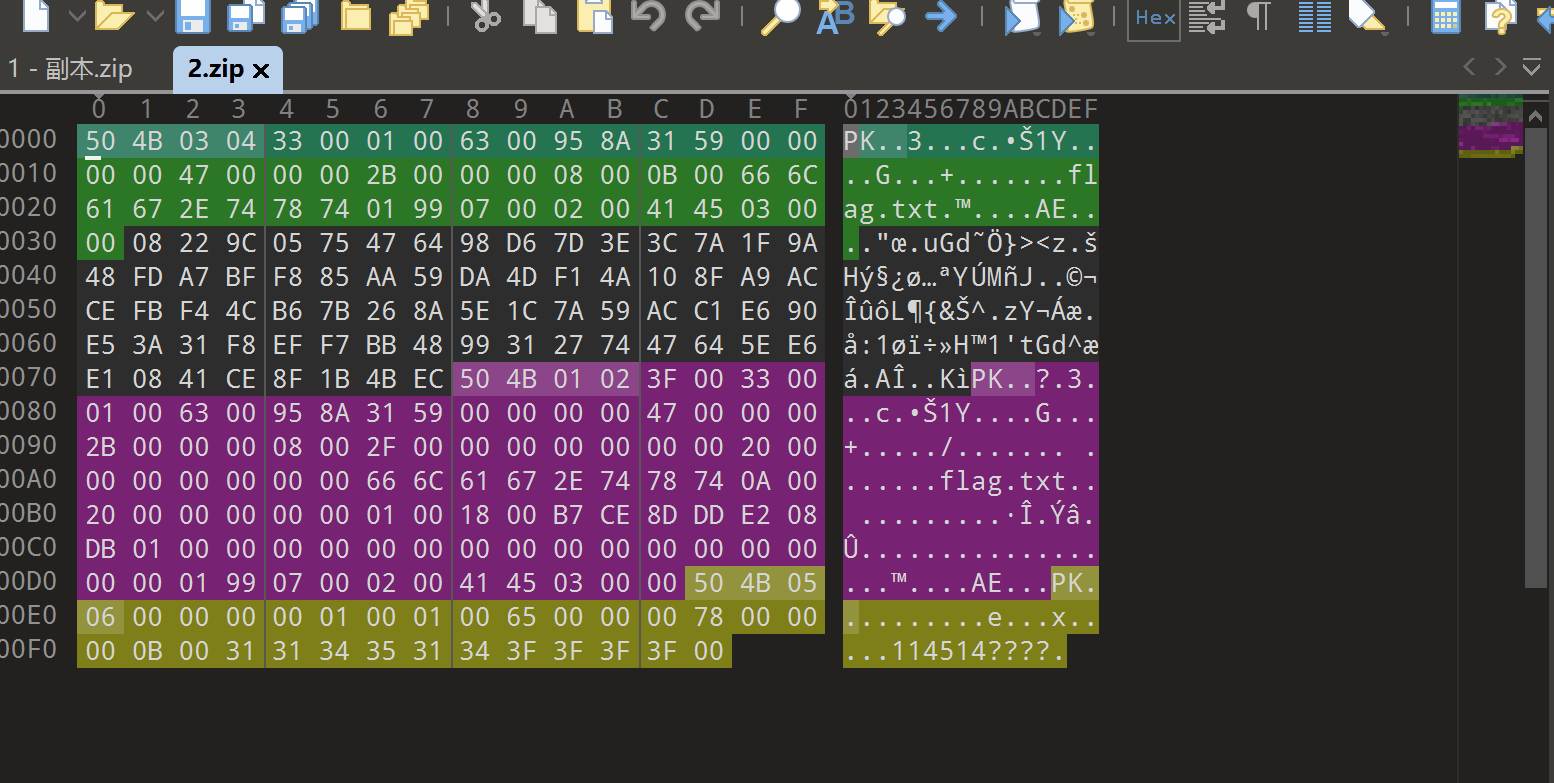 Hex
1 - 副本.zip
2.zip
0 1 2 3 4 5 6 7 8 9 A B C D E F 0123456789ABCDEF
0000 50 4B 03 04 33 00 01 00 63 00 95 8A 31 59 00 00 PK..3...c.•Š1Y..
0010 00 00 47 00 00 00 2B 00 00 00 08 00 0B 00 66 6C ..G...+.......fl
0020 61 67 2E 74 78 74 01 99 07 00 02 00 41 45 03 00 ag.txt.™....AE..
0030 00 08 22 9C 05 75 47 64 98 D6 7D 3E 3C 7A 1F 9A .."œ.uGd˜Ö}><z.š
0040 48 FD A7 BF F8 85 AA 59 DA 4D F1 4A 10 8F A9 AC Hý§¿ø…ªYÚMñJ..©¬
0050 CE FB F4 4C B6 7B 26 8A 5E 1C 7A 59 AC C1 E6 90 ÎûôL¶{&Š^.zY¬Áæ.
0060 E5 3A 31 F8 EF F7 BB 48 99 31 27 74 47 64 5E E6 å:1øï÷»H™1'tGd^æ
0070 E1 08 41 CE 8F 1B 4B EC 50 4B 01 02 3F 00 33 00 á.AÎ..KìPK..?.3.
0080 01 00 63 00 95 8A 31 59 00 00 00 00 47 00 00 00 ..c.•Š1Y....G...
0090 2B 00 00 00 08 00 2F 00 00 00 00 00 00 00 20 00 +...../....... .
00A0 00 00 00 00 00 00 66 6C 61 67 2E 74 78 74 0A 00 ......flag.txt..
00B0 20 00 00 00 00 00 01 00 18 00 B7 CE 8D DD E2 08  .........·Î.Ýâ.
00C0 DB 01 00 00 00 00 00 00 00 00 00 00 00 00 00 00 Û...............
00D0 00 00 01 99 07 00 02 00 41 45 03 00 00 50 4B 05 ...™....AE...PK.
00E0 06 00 00 00 00 01 00 01 00 65 00 00 00 78 00 00 .........e...x..
00F0 00 0B 00 31 31 34 35 31 34 3F 3F 3F 3F 00 ...114514????.